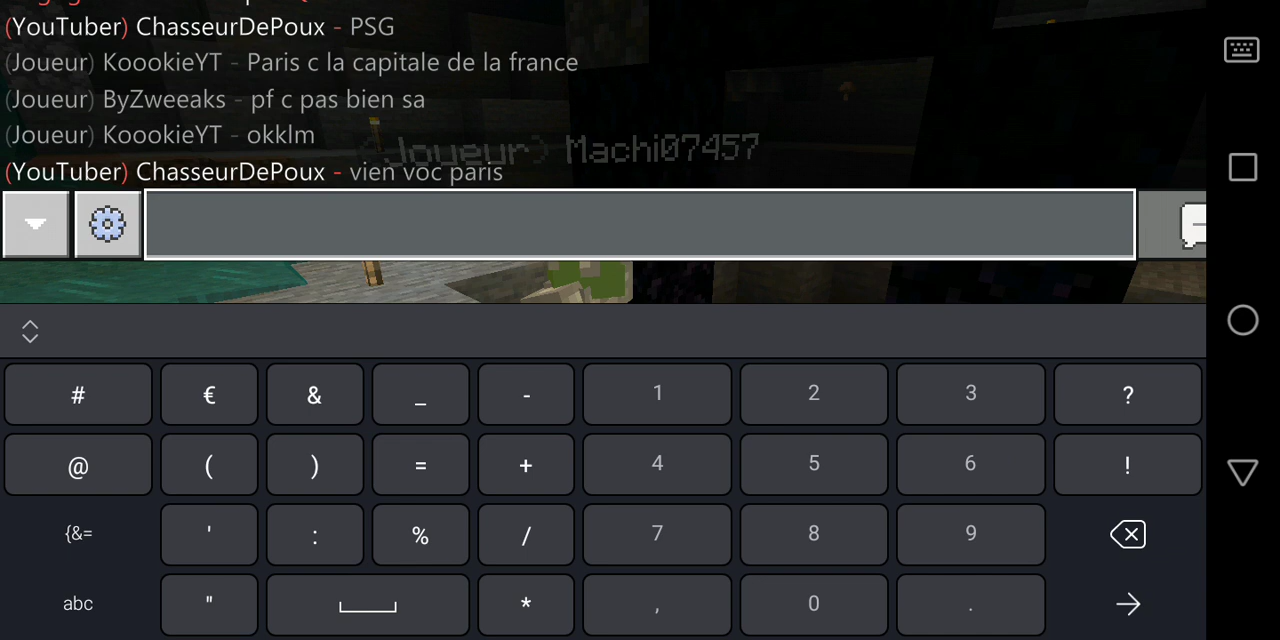 (YouTuber) ChasseurDePoux - PSG
(Joueur) KoookieYT - Paris c la capitale de la france
(Joueur) ByZweeaks - pf c pas bien sa
(Joueur) KoookieYT - okklm
(Joueur) Machi07457
(YouTuber) ChasseurDePoux - vien voc paris
# € & _ - 1 2 3 ?
@ ( ) = + 4 5 6 !
{&= ' : % / 7 8 9
abc " * , 0 .